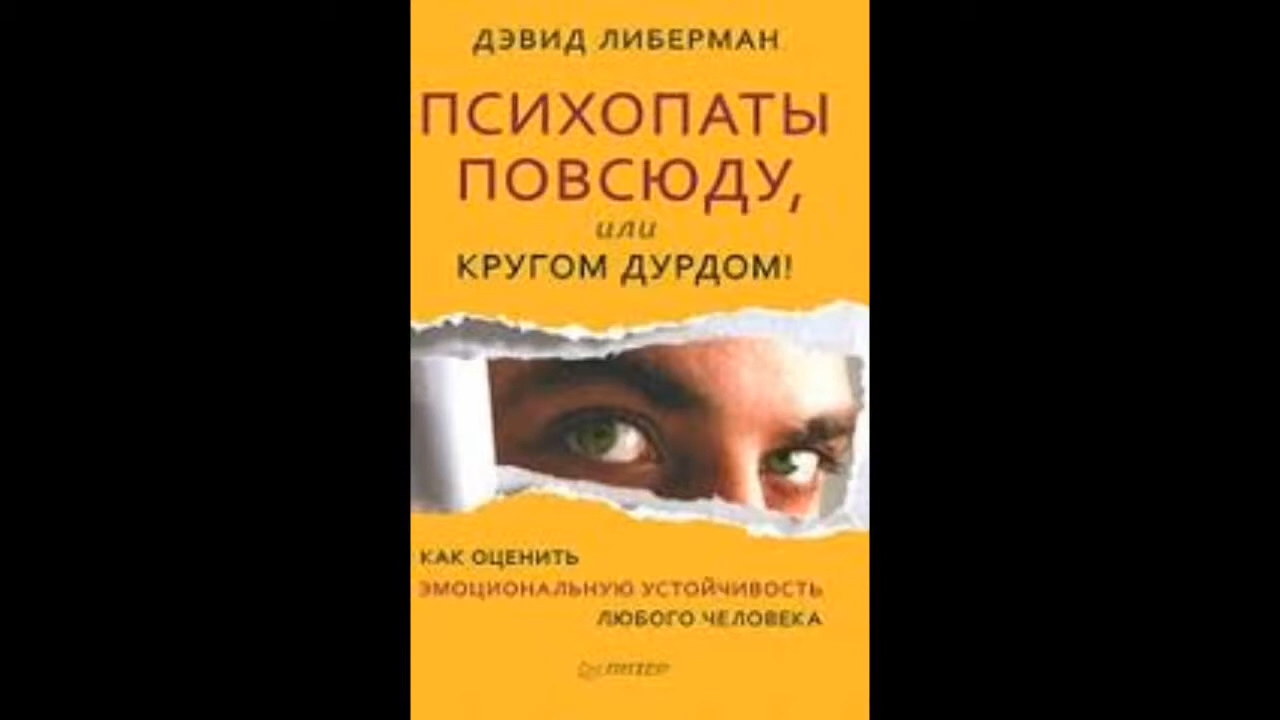 ДЭВИД ЛИБЕРМАН
ПСИХОПАТЫ
ПОВСЮДУ,
или
КРУГОМ ДУРДОМ!
КАК ОЦЕНИТЬ
ЭМОЦИОНАЛЬНУЮ УСТОЙЧИВОСТЬ
ЛЮБОГО ЧЕЛОВЕКА
ПИТЕР